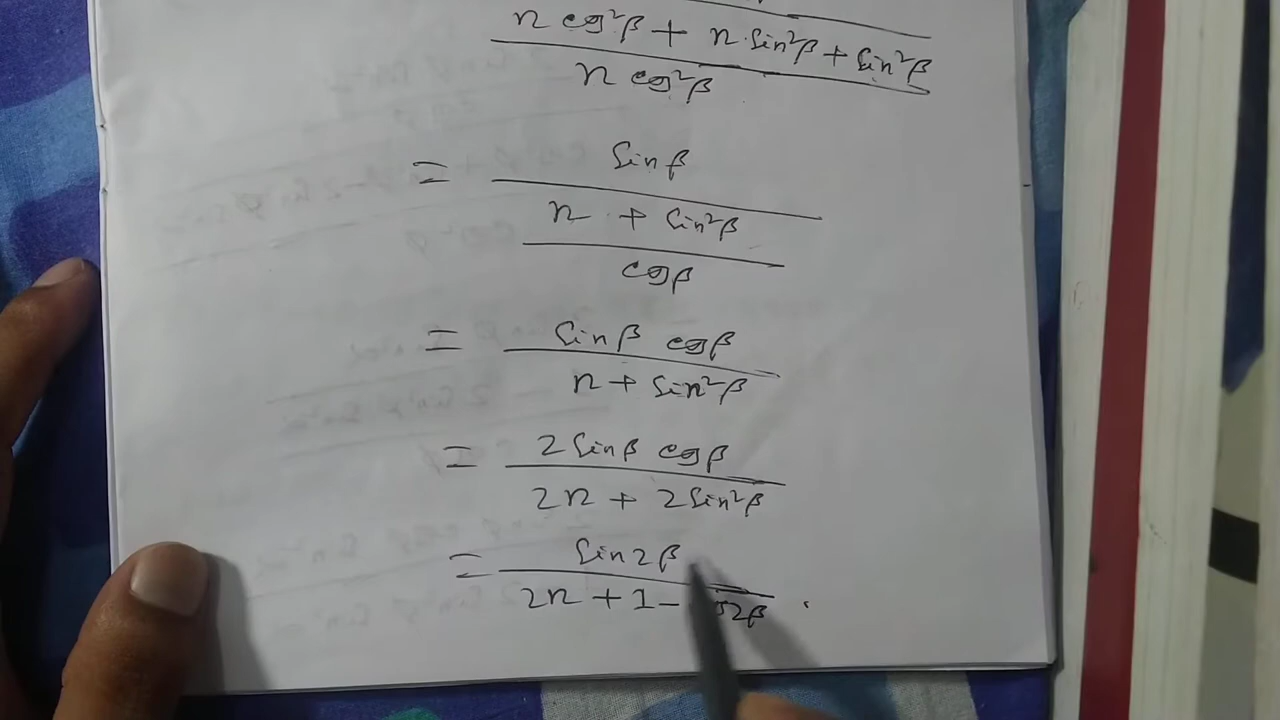 n cos²β + n·sin²β + sin²β
n cos²β
= sinβ
n + sin²β
cosβ
= sinβ cosβ
n + sin²β
= 2 sinβ cosβ
2n + 2 sin²β
= sin2β
2n + 1 - 2β .